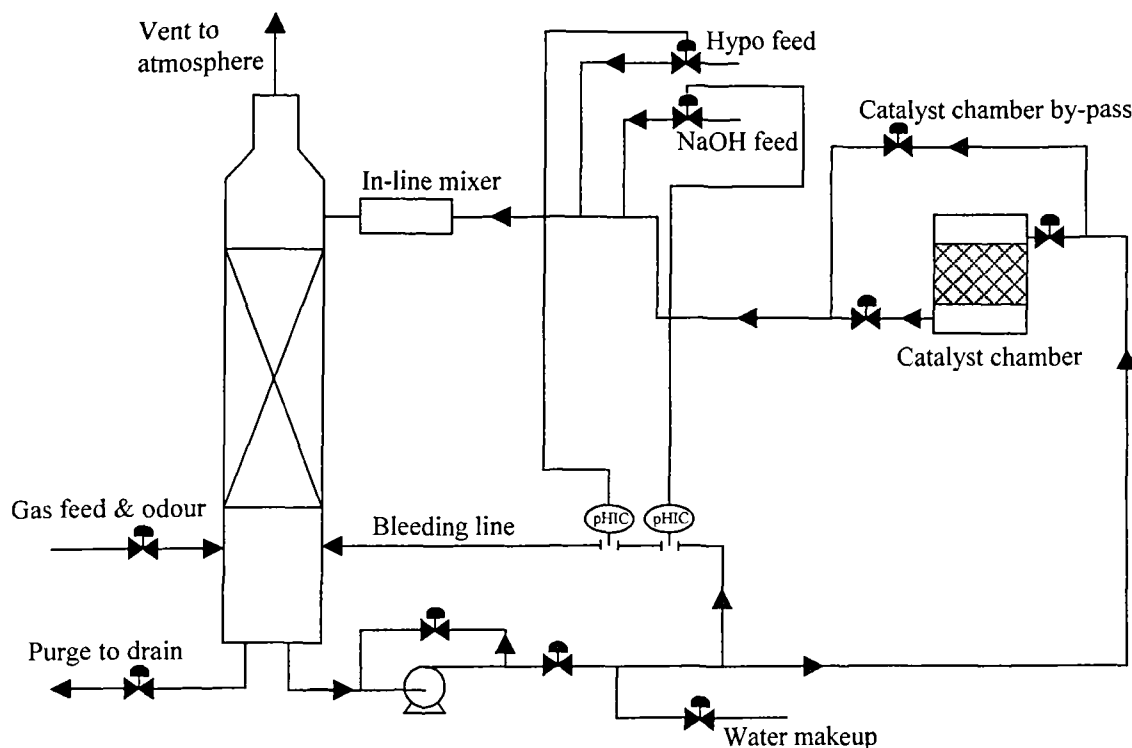 Vent to
atmosphere
Hypo feed
NaOH feed
Catalyst chamber by-pass
In-line mixer
Catalyst chamber
Gas feed & odour
Bleeding line
pHIC
pHIC
Purge to drain
Water makeup